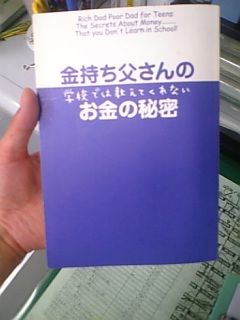 Rich Dad Poor Dad for Teens
The Secrets About Money......
That you Don't Learn in School!
金持ち父さんの
学校では教えてくれない
お金の秘密